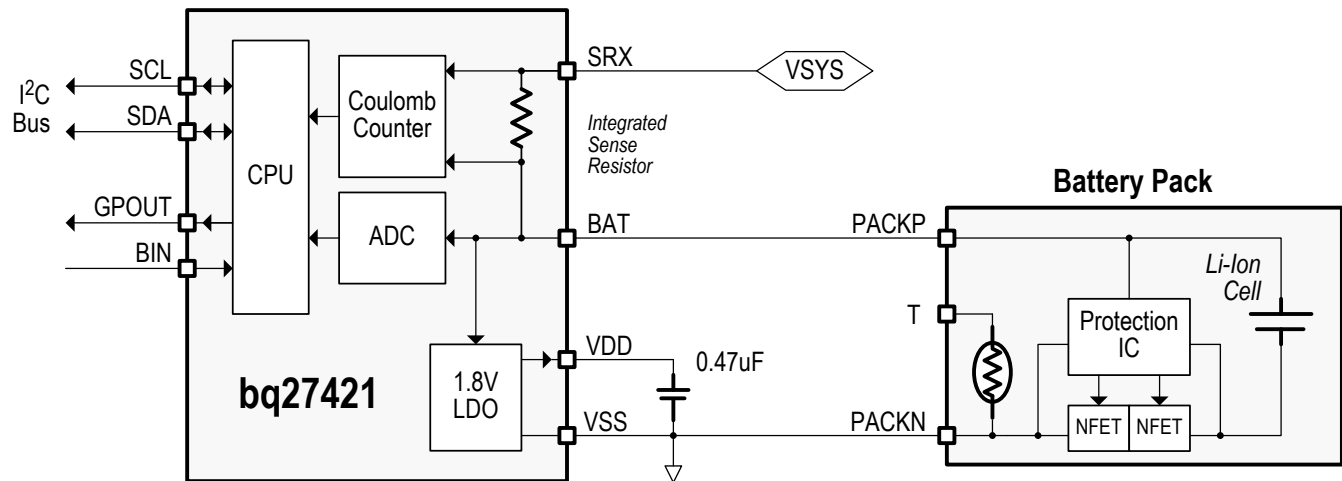 SCL
I²C
Bus
SDA
GPOUT
BIN
CPU
Coulomb
Counter
ADC
1.8V
LDO
bq27421
SRX
VSYS
Integrated
Sense
Resistor
BAT
VDD
0.47uF
VSS
Battery Pack
PACKP
T
PACKN
Protection
IC
NFET NFET
Li-Ion
Cell